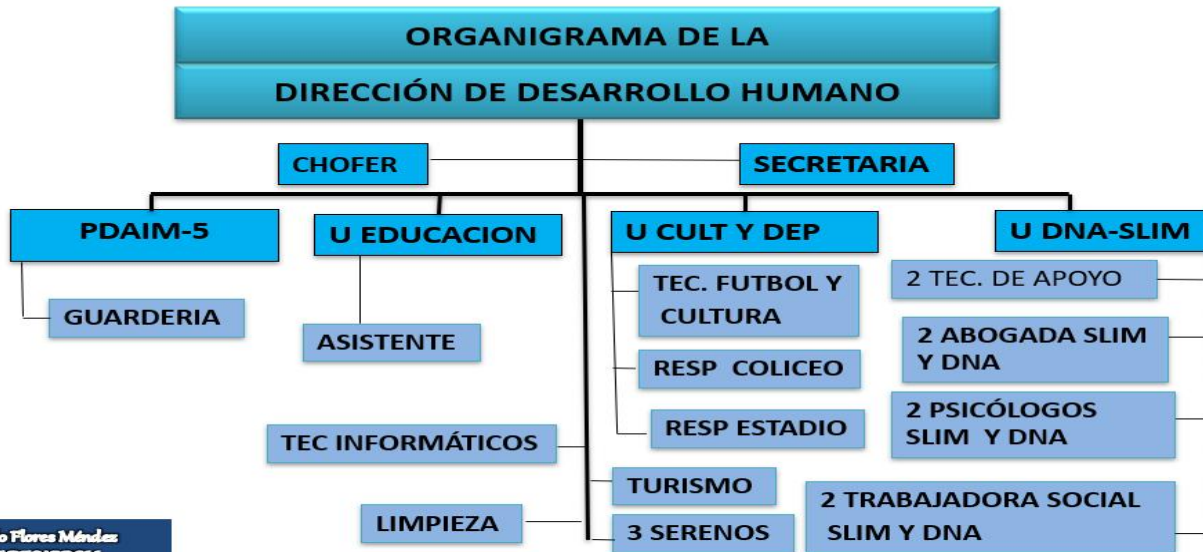 ORGANIGRAMA DE LA
DIRECCIÓN DE DESARROLLO HUMANO
CHOFER
SECRETARIA
PDAIM-5
U EDUCACION
U CULT Y DEP
U DNA-SLIM
GUARDERIA
ASISTENTE
TEC. FUTBOL Y
CULTURA
RESP COLICEO
RESP ESTADIO
2 TEC. DE APOYO
2 ABOGADA SLIM
Y DNA
2 PSICÓLOGOS
SLIM Y DNA
2 TRABAJADORA SOCIAL
SLIM Y DNA
TEC INFORMÁTICOS
TURISMO
LIMPIEZA
3 SERENOS
Flores Méndez